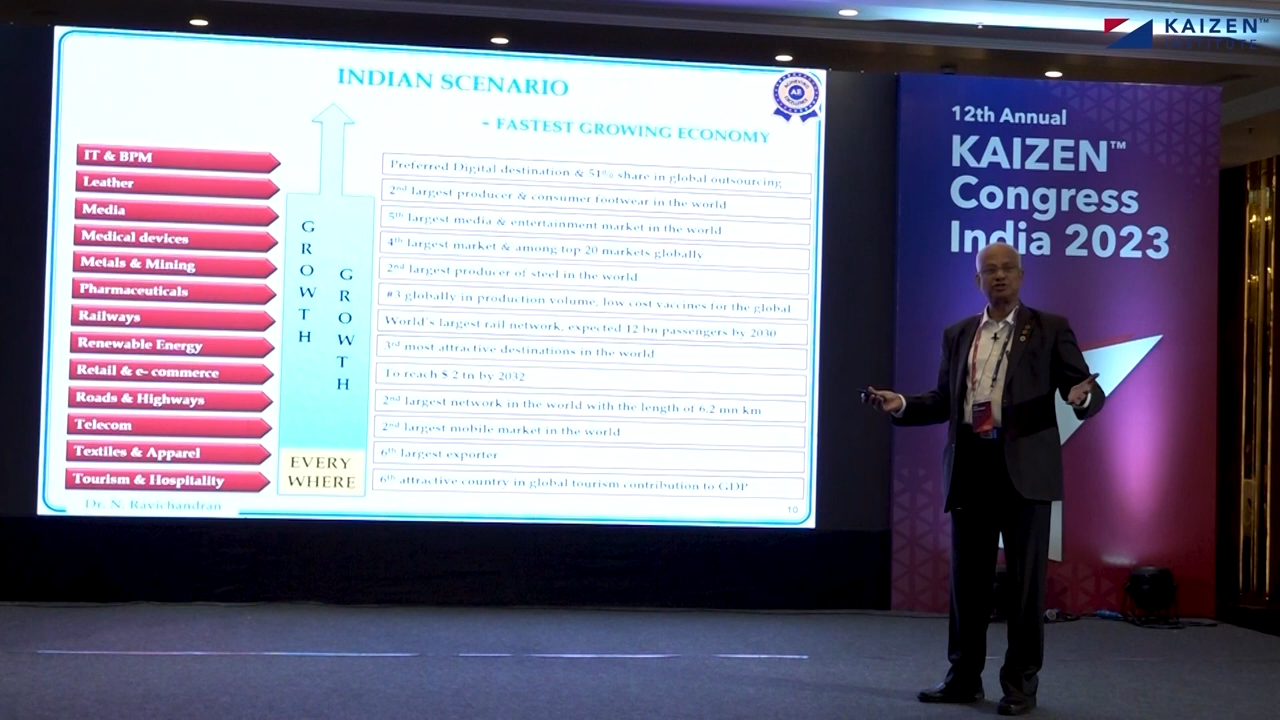 KAIZEN™
INSTITUTE
INDIAN SCENARIO
- FASTEST GROWING ECONOMY
ACHIEVING
AE
EXCELLENCE
IT & BPM
Preferred Digital destination & 51% share in global outsourcing
Leather
2nd largest producer & consumer footwear in the world
Media
5th largest media & entertainment market in the world
Medical devices
4th largest market & among top 20 markets globally
Metals & Mining
2nd largest producer of steel in the world
Pharmaceuticals
#3 globally in production volume, low cost vaccines for the global
Railways
World's largest rail network, expected 12 bn passengers by 2030
Renewable Energy
3rd most attractive destinations in the world
Retail & e- commerce
To reach $ 2 tn by 2032
Roads & Highways
2nd largest network in the world with the length of 6.2 mn km
Telecom
2nd largest mobile market in the world
Textiles & Apparel
6th largest exporter
Tourism & Hospitality
6th attractive country in global tourism contribution to GDP
GROWTH
GROWTH
EVERY
WHERE
Dr. N. Ravichandran
10
12th Annual
KAIZEN™
Congress
India 2023